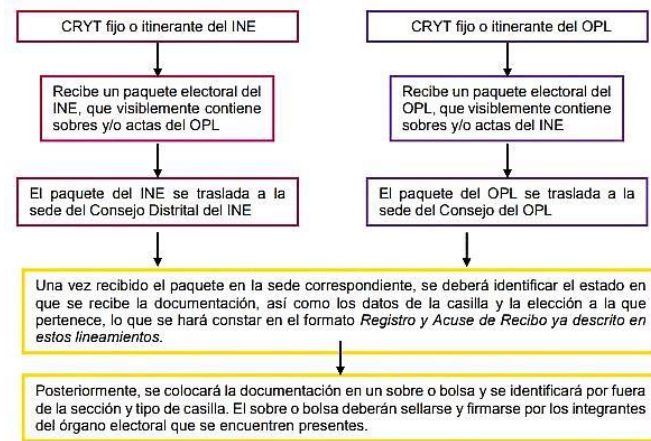 CRYT fijo o itinerante del INE
CRYT fijo o itinerante del OPL
Recibe un paquete electoral del
INE, que visiblemente contiene
sobres y/o actas del OPL
Recibe un paquete electoral del
OPL, que visiblemente contiene
sobres y/o actas del INE
El paquete del INE se traslada a la
sede del Consejo Distrital del INE
El paquete del OPL se traslada a la
sede del Consejo del OPL
Una vez recibido el paquete en la sede correspondiente, se deberá identificar el estado en
que se recibe la documentación, así como los datos de la casilla y la elección a la que
pertenece, lo que se hará constar en el formato Registro y Acuse de Recibo ya descrito en
estos lineamientos.
Posteriormente, se colocará la documentación en un sobre o bolsa y se identificará por fuera
de la sección y tipo de casilla. El sobre o bolsa deberán sellarse y firmarse por los integrantes
del órgano electoral que se encuentren presentes.